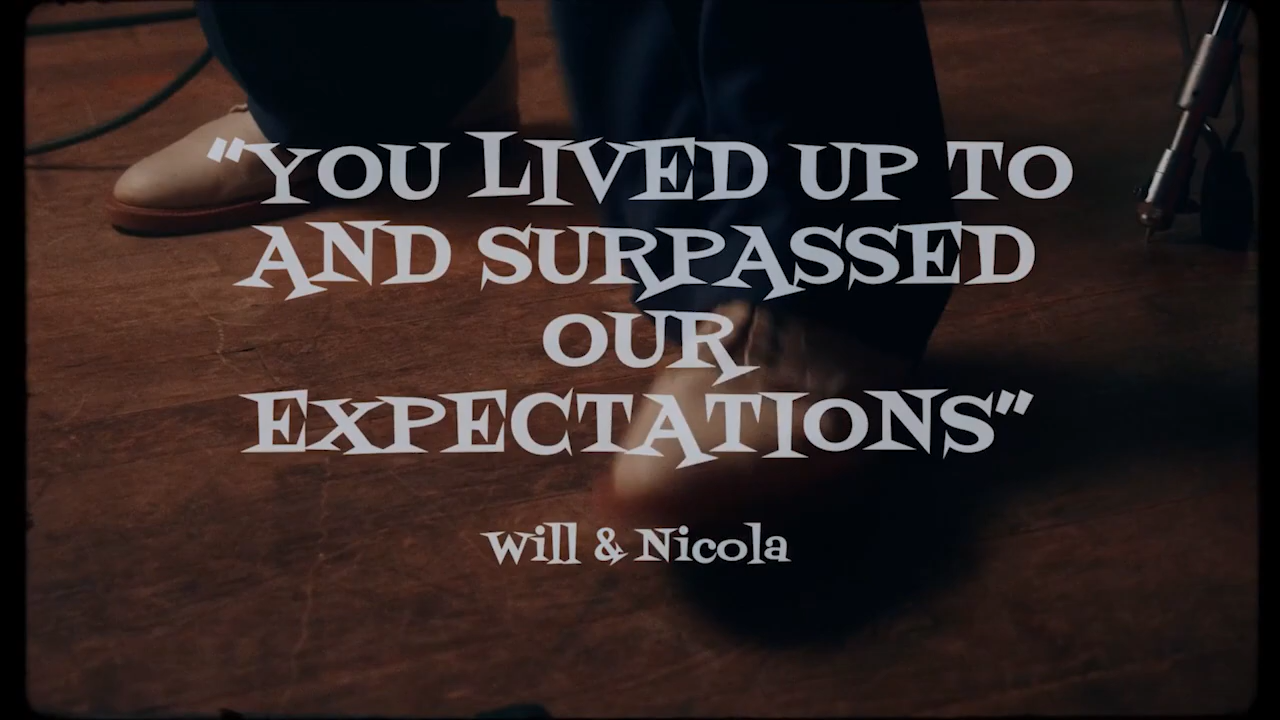 "YOU LIVED UP TO
AND SURPASSED
OUR
EXPECTATIONS"
Will & Nicola